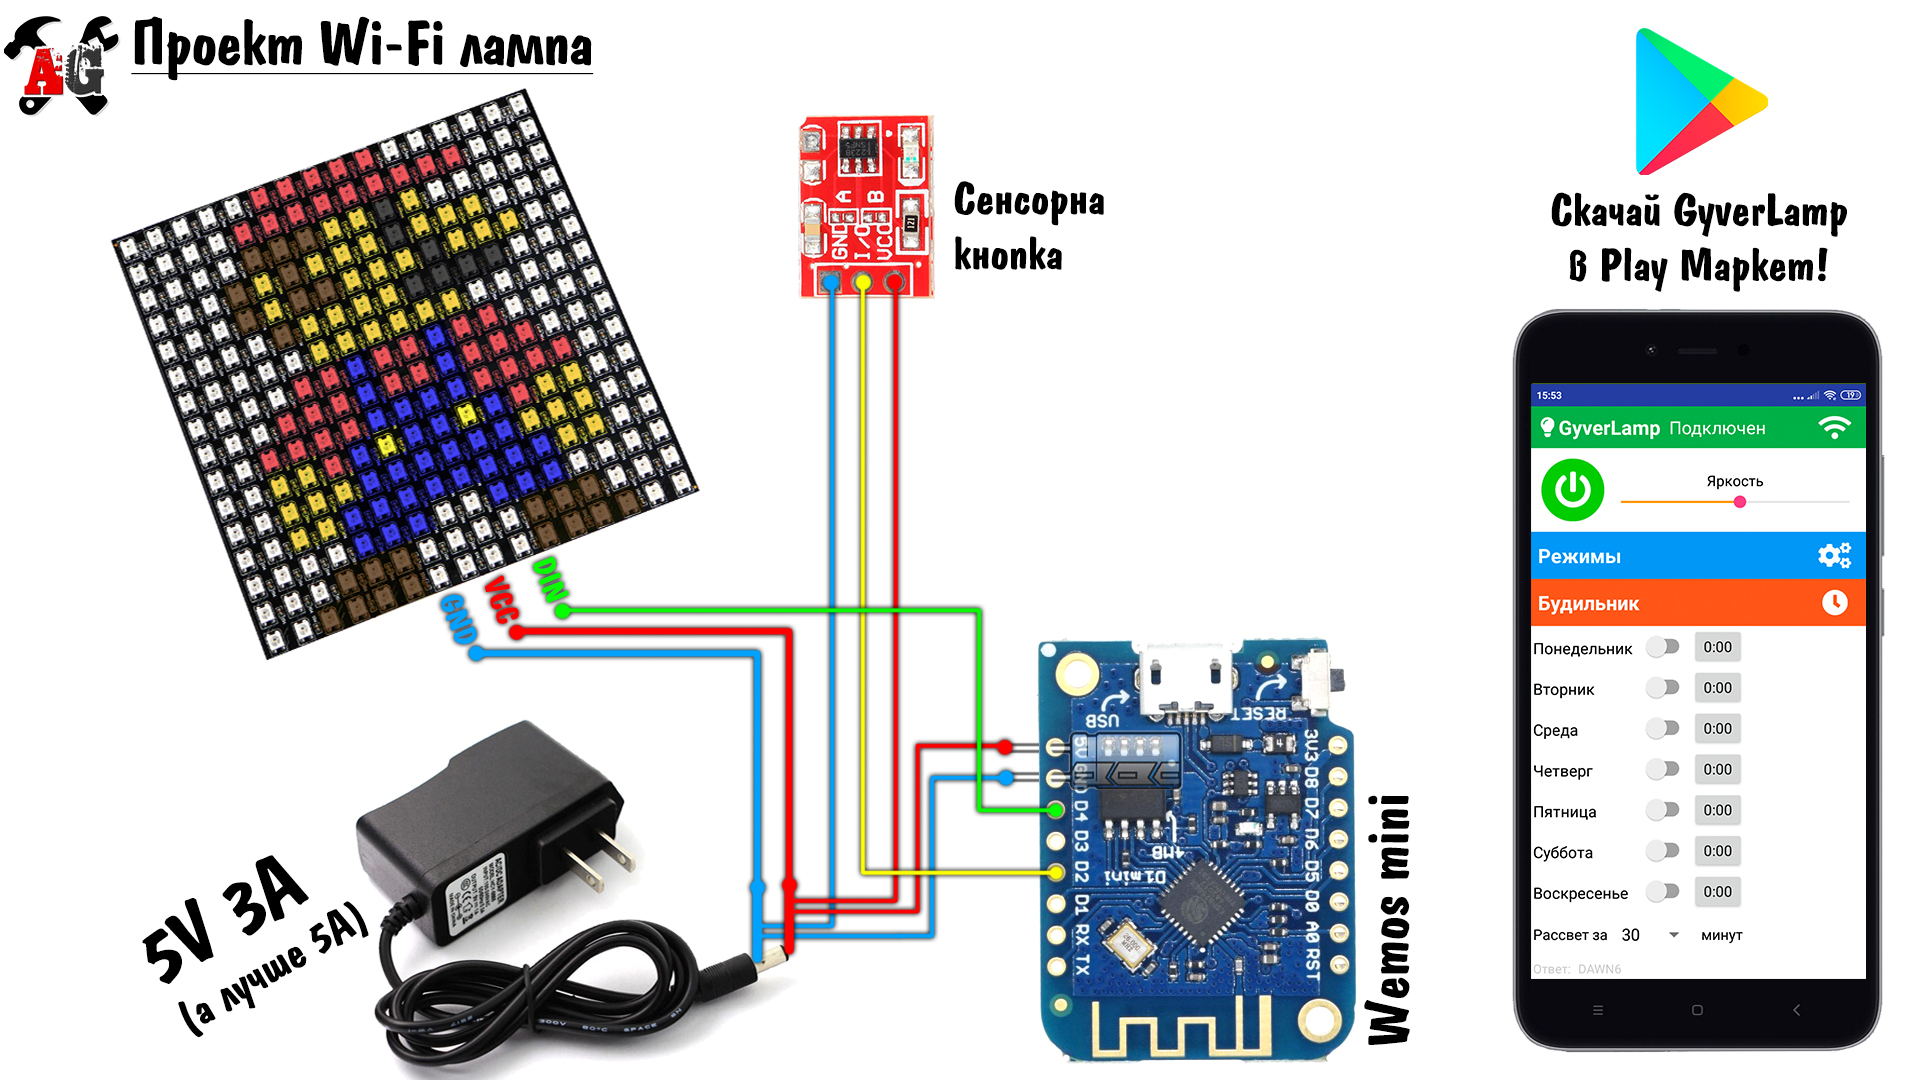 AG
Проект Wi-Fi лампа
Сенсорна
кнопка
A B
GND
I/O
VCC
Скачай GyverLamp
в Play Маркет!
15:53
19
GyverLamp Подключен
Яркость
Режимы
Будильник
Понедельник 0:00
Вторник 0:00
Среда 0:00
Четверг 0:00
Пятница 0:00
Суббота 0:00
Воскресенье 0:00
Рассвет за 30 минут
Ответ: DAWN6
GND
VCC
DIN
5V 3A
(а лучше 5А)
USB
RESET
5V
GND
D4
D3
D2
D1
RX
TX
3V3
D8
D7
D6
D5
D0
A0
RST
4MB
D1mini
Wemos mini